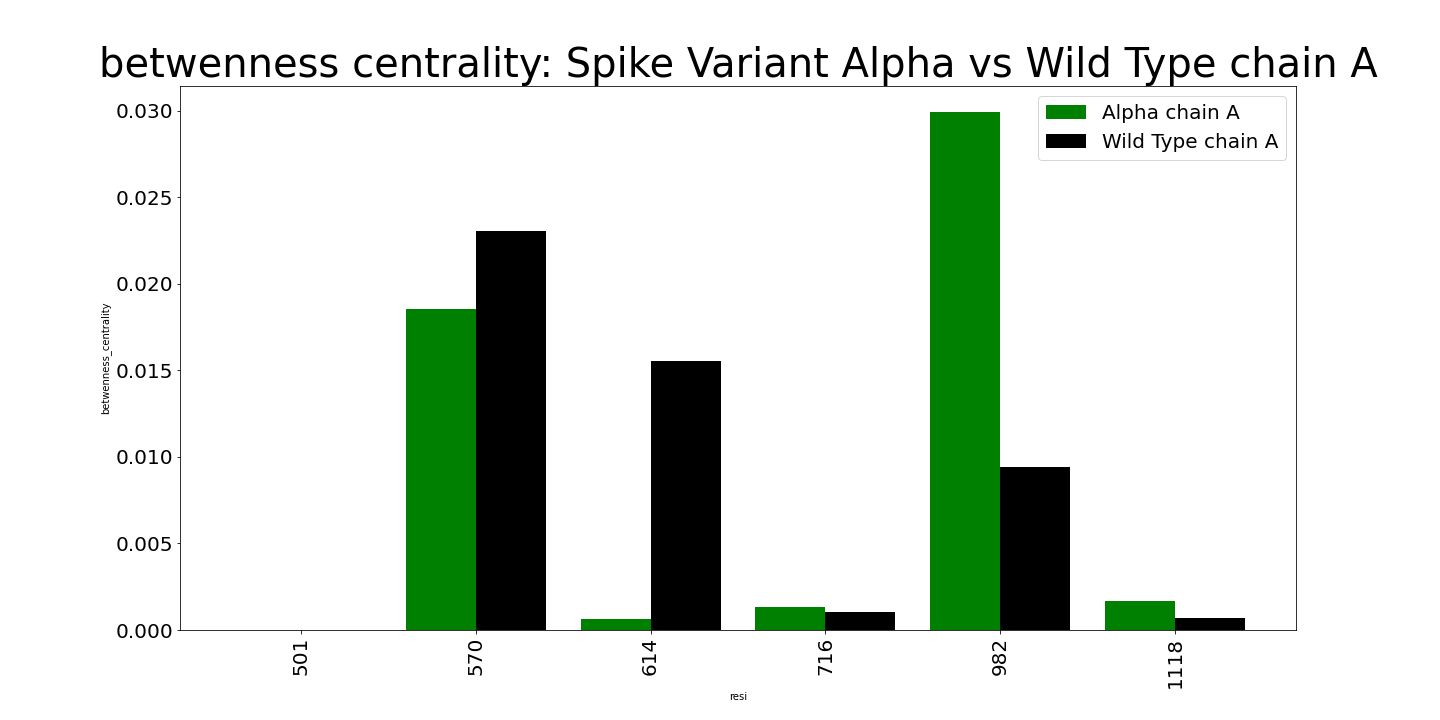 betwenness centrality: Spike Variant Alpha vs Wild Type chain A
Alpha chain A
Wild Type chain A
0.030
0.025
0.020
0.015
0.010
0.005
0.000
betwenness_centrality
501 570 614 716 982 1118
resi